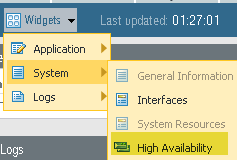 Widgets Last updated: 01:27:01
Application
System
General Information
Logs
Interfaces
System Resources
Logs
High Availability